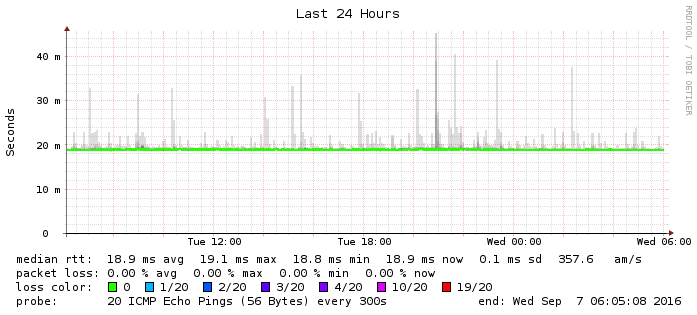 Last 24 Hours
RRDTOOL / TOBI OETIKER
Seconds
40 m
30 m
20 m
10 m
0
Tue 12:00 Tue 18:00 Wed 00:00 Wed 06:00
median rtt: 18.9 ms avg 19.1 ms max 18.8 ms min 18.9 ms now 0.1 ms sd 357.6 am/s
packet loss: 0.00 % avg 0.00 % max 0.00 % min 0.00 % now
loss color: 0 1/20 2/20 3/20 4/20 10/20 19/20
probe: 20 ICMP Echo Pings (56 Bytes) every 300s end: Wed Sep 7 06:05:08 2016